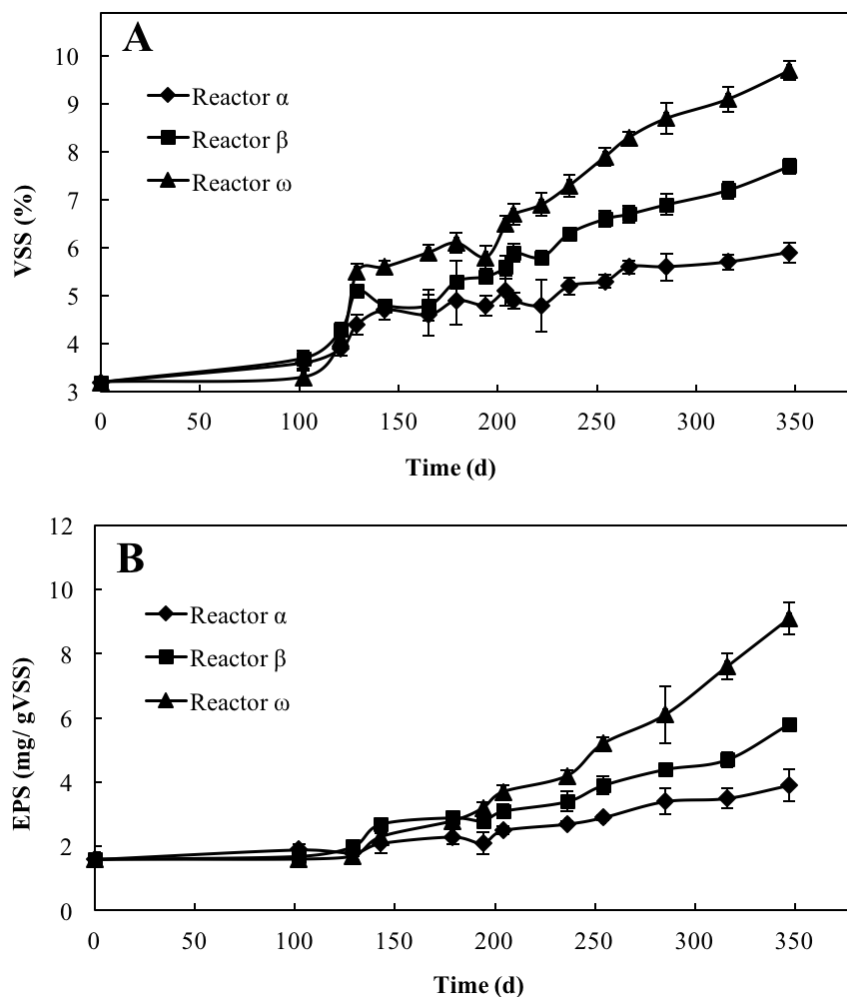 A
10
9
8
7
6
5
4
3
VSS (%)
Reactor α
Reactor β
Reactor ω
0 50 100 150 200 250 300 350
Time (d)
B
12
10
8
6
4
2
0
EPS (mg/ gVSS)
Reactor α
Reactor β
Reactor ω
0 50 100 150 200 250 300 350
Time (d)